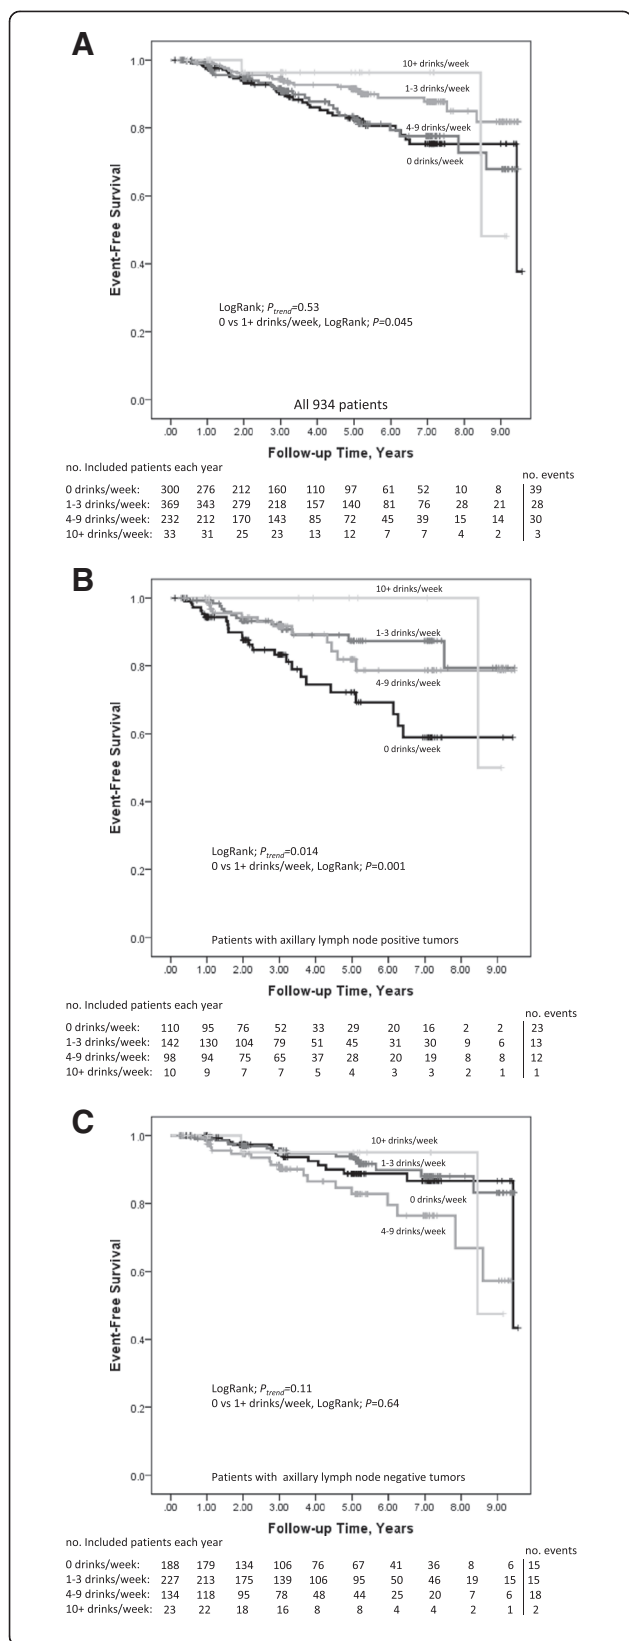 A
1.0
0.8
0.6
0.4
0.2
0.0
Event-Free Survival
10+ drinks/week
1-3 drinks/week
4-9 drinks/week
0 drinks/week
LogRank; Ptrend=0.53
0 vs 1+ drinks/week, LogRank; P=0.045
All 934 patients
.00 1.00 2.00 3.00 4.00 5.00 6.00 7.00 8.00 9.00
Follow-up Time, Years
no. Included patients each year
no. events
0 drinks/week: 300 276 212 160 110 97 61 52 10 8 39
1-3 drinks/week: 369 343 279 218 157 140 81 76 28 21 28
4-9 drinks/week: 232 212 170 143 85 72 45 39 15 14 30
10+ drinks/week: 33 31 25 23 13 12 7 7 4 2 3
B
1.0
0.8
0.6
0.4
0.2
0.0
Event-Free Survival
10+ drinks/week
1-3 drinks/week
4-9 drinks/week
0 drinks/week
LogRank; Ptrend=0.014
0 vs 1+ drinks/week, LogRank; P=0.001
Patients with axillary lymph node positive tumors
.00 1.00 2.00 3.00 4.00 5.00 6.00 7.00 8.00 9.00
Follow-up Time, Years
no. Included patients each year
no. events
0 drinks/week: 110 95 76 52 33 29 20 16 2 2 23
1-3 drinks/week: 142 130 104 79 51 45 31 30 9 6 13
4-9 drinks/week: 98 94 75 65 37 28 20 19 8 8 12
10+ drinks/week: 10 9 7 7 5 4 3 3 2 1 1
C
1.0
0.8
0.6
0.4
0.2
0.0
Event-Free Survival
10+ drinks/week
1-3 drinks/week
0 drinks/week
4-9 drinks/week
LogRank; Ptrend=0.11
0 vs 1+ drinks/week, LogRank; P=0.64
Patients with axillary lymph node negative tumors
.00 1.00 2.00 3.00 4.00 5.00 6.00 7.00 8.00 9.00
Follow-up Time, Years
no. Included patients each year
no. events
0 drinks/week: 188 179 134 106 76 67 41 36 8 6 15
1-3 drinks/week: 227 213 175 139 106 95 50 46 19 15 15
4-9 drinks/week: 134 118 95 78 48 44 25 20 7 6 18
10+ drinks/week: 23 22 18 16 8 8 4 4 2 1 2